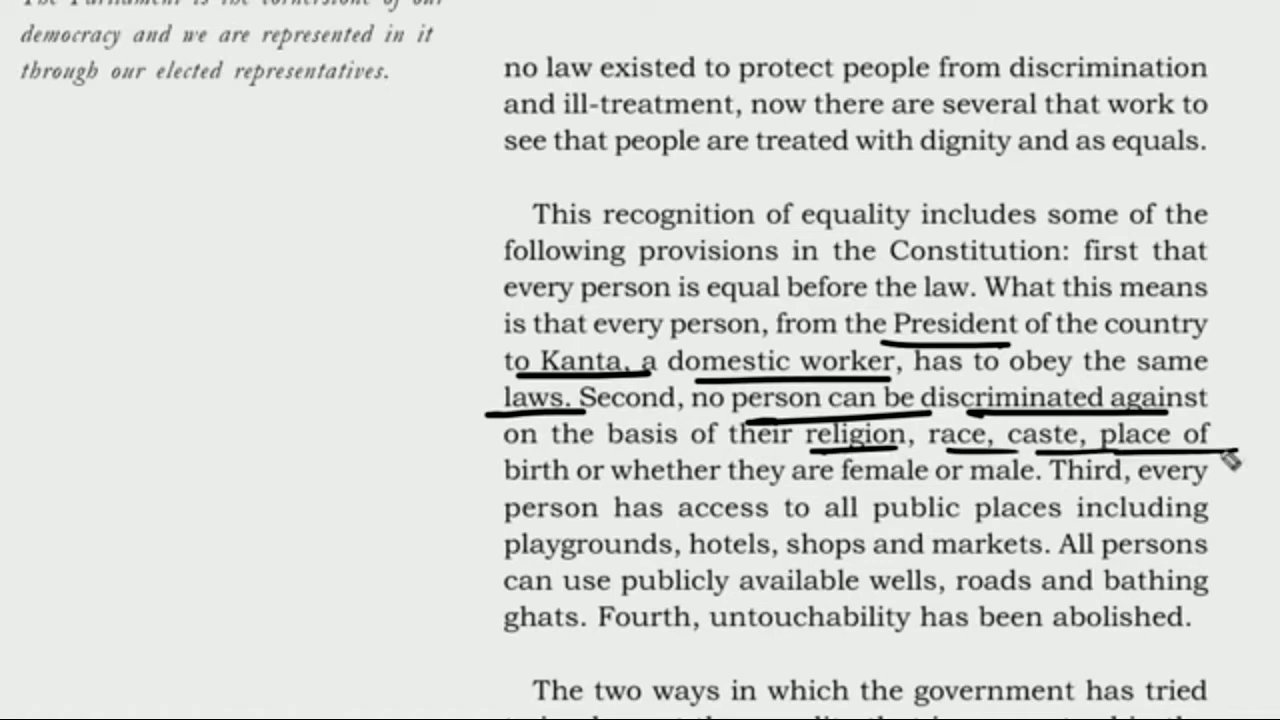 The Parliament is the cornerstone of our
democracy and we are represented in it
through our elected representatives.
no law existed to protect people from discrimination
and ill-treatment, now there are several that work to
see that people are treated with dignity and as equals.
This recognition of equality includes some of the
following provisions in the Constitution: first that
every person is equal before the law. What this means
is that every person, from the President of the country
to Kanta, a domestic worker, has to obey the same
laws. Second, no person can be discriminated against
on the basis of their religion, race, caste, place of
birth or whether they are female or male. Third, every
person has access to all public places including
playgrounds, hotels, shops and markets. All persons
can use publicly available wells, roads and bathing
ghats. Fourth, untouchability has been abolished.
The two ways in which the government has tried